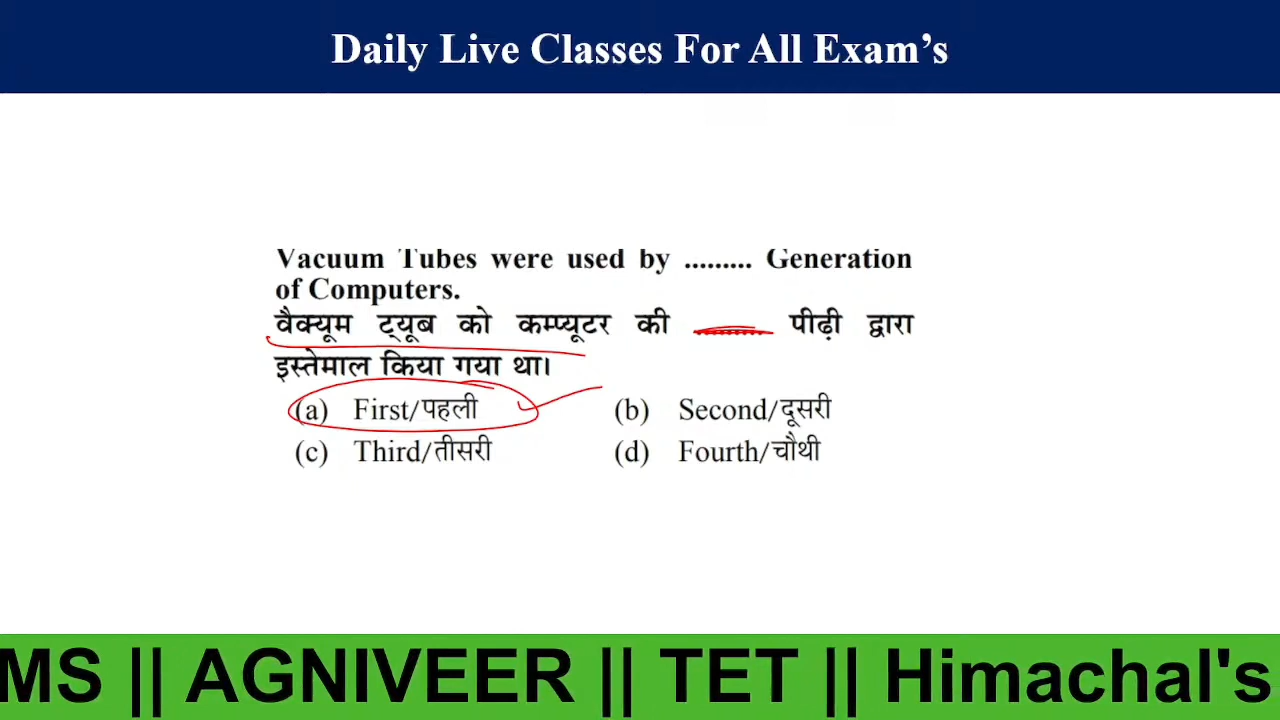 Daily Live Classes For All Exam's
Vacuum Tubes were used by ......... Generation
of Computers.
वैक्यूम ट्यूब को कम्प्यूटर की ......... पीढ़ी द्वारा
इस्तेमाल किया गया था।
(a) First/पहली (b) Second/दूसरी
(c) Third/तीसरी (d) Fourth/चौथी
MS || AGNIVEER || TET || Himachal's